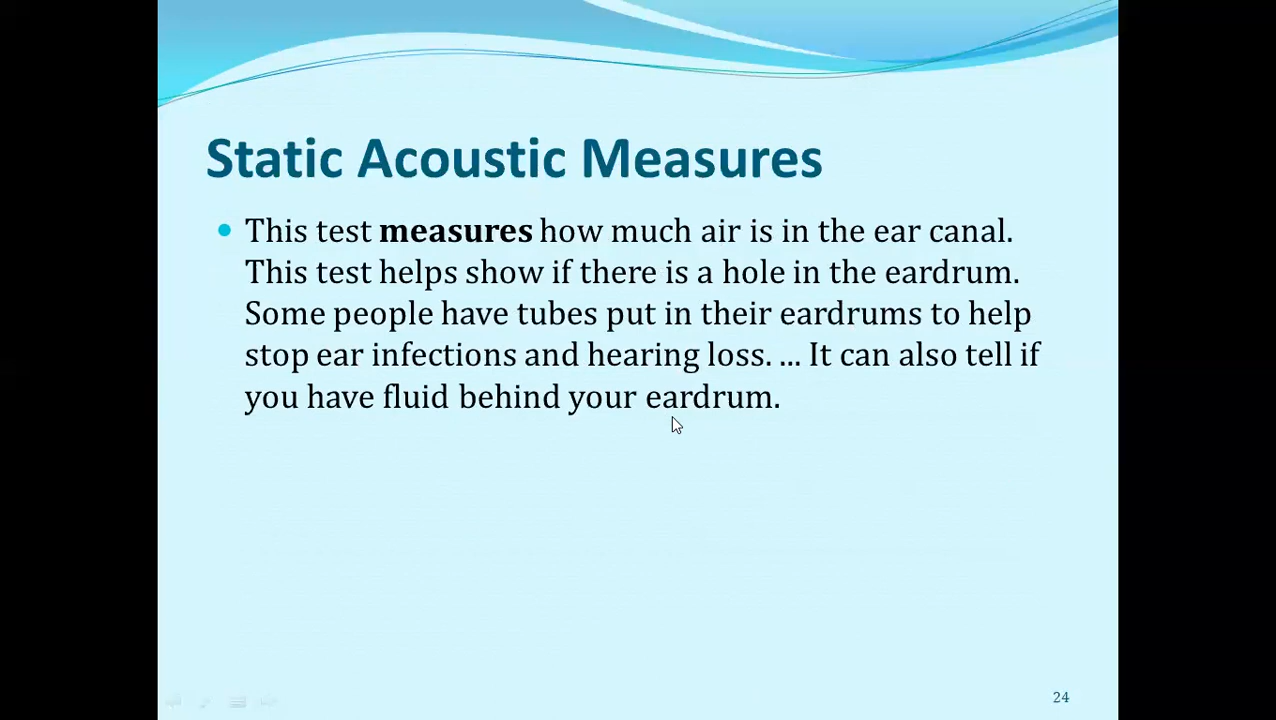 Static Acoustic Measures
This test measures how much air is in the ear canal.
This test helps show if there is a hole in the eardrum.
Some people have tubes put in their eardrums to help
stop ear infections and hearing loss. ... It can also tell if
you have fluid behind your eardrum.
24